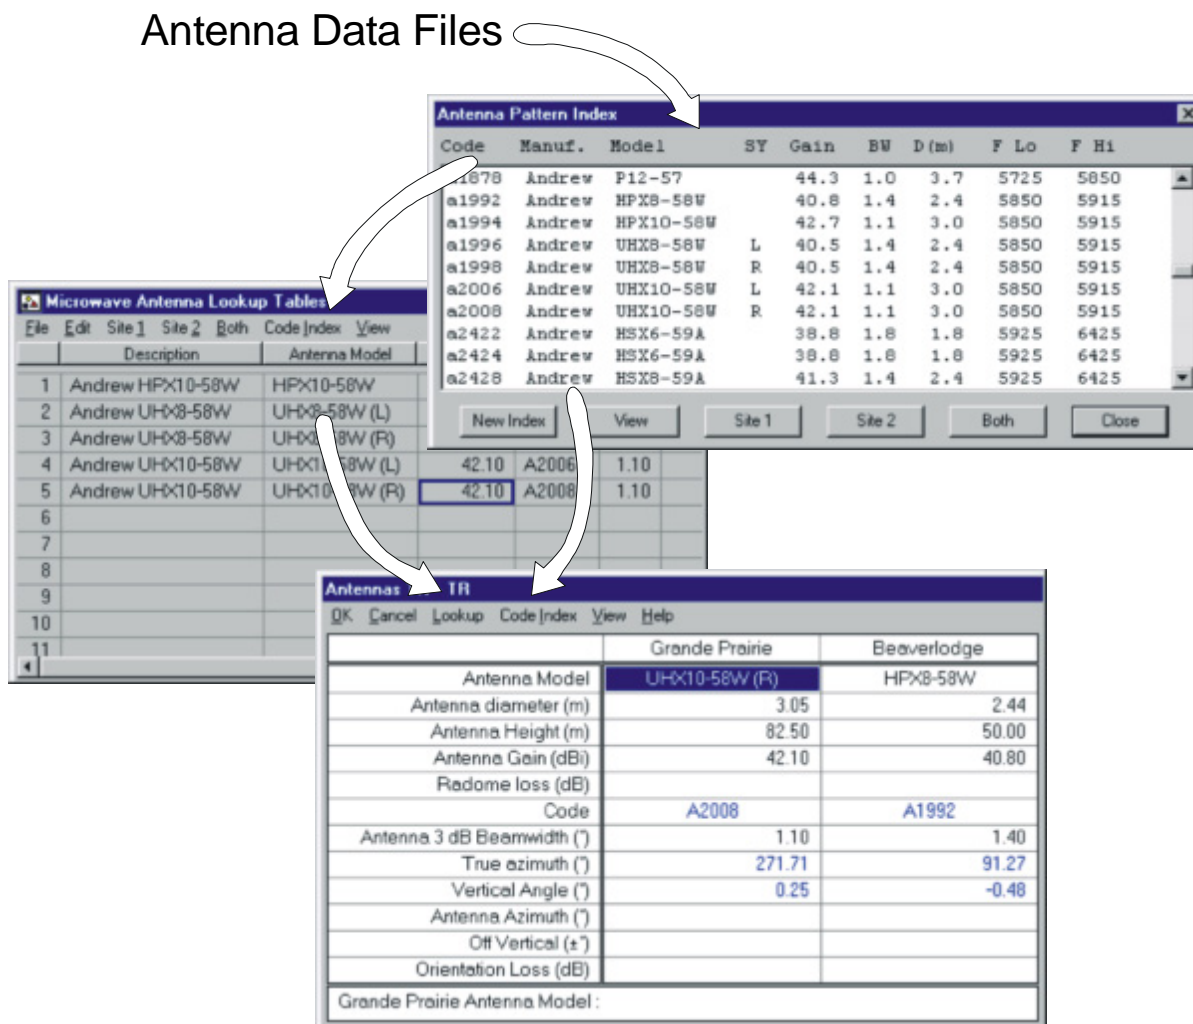 Antenna Data Files
Antenna Pattern Index
Code Manuf. Model SY Gain BW D(m) F Lo F Hi
a1878 Andrew P12-57 44.3 1.0 3.7 5725 5850
a1992 Andrew HPX8-58W 40.8 1.4 2.4 5850 5915
a1994 Andrew HPX10-58W 42.7 1.1 3.0 5850 5915
a1996 Andrew UHX8-58W L 40.5 1.4 2.4 5850 5915
a1998 Andrew UHX8-58W R 40.5 1.4 2.4 5850 5915
a2006 Andrew UHX10-58W L 42.1 1.1 3.0 5850 5915
a2008 Andrew UHX10-58W R 42.1 1.1 3.0 5850 5915
a2422 Andrew HSX6-59A 38.8 1.8 1.8 5925 6425
a2424 Andrew HSX6-59A 38.8 1.8 1.8 5925 6425
a2428 Andrew HSX8-59A 41.3 1.4 2.4 5925 6425
New Index View Site 1 Site 2 Both Close
Microwave Antenna Lookup Tables
File Edit Site 1 Site 2 Both Code Index View
Description Antenna Model
1 Andrew HPX10-58W HPX10-58W
2 Andrew UHX8-58W UHX8-58W (L)
3 Andrew UHX8-58W UHX8-58W (R)
4 Andrew UHX10-58W UHX10-58W (L) 42.10 A2006 1.10
5 Andrew UHX10-58W UHX10-58W (R) 42.10 A2008 1.10
6
7
8
9
10
11
Antennas TR
OK Cancel Lookup Code Index View Help
Grande Prairie Beaverlodge
Antenna Model UHX10-58W (R) HPX8-58W
Antenna diameter (m) 3.05 2.44
Antenna Height (m) 82.50 50.00
Antenna Gain (dBi) 42.10 40.80
Radome loss (dB)
Code A2008 A1992
Antenna 3 dB Beamwidth (°) 1.10 1.40
True azimuth (°) 271.71 91.27
Vertical Angle (°) 0.25 -0.48
Antenna Azimuth (°)
Off Vertical (±°)
Orientation Loss (dB)
Grande Prairie Antenna Model :